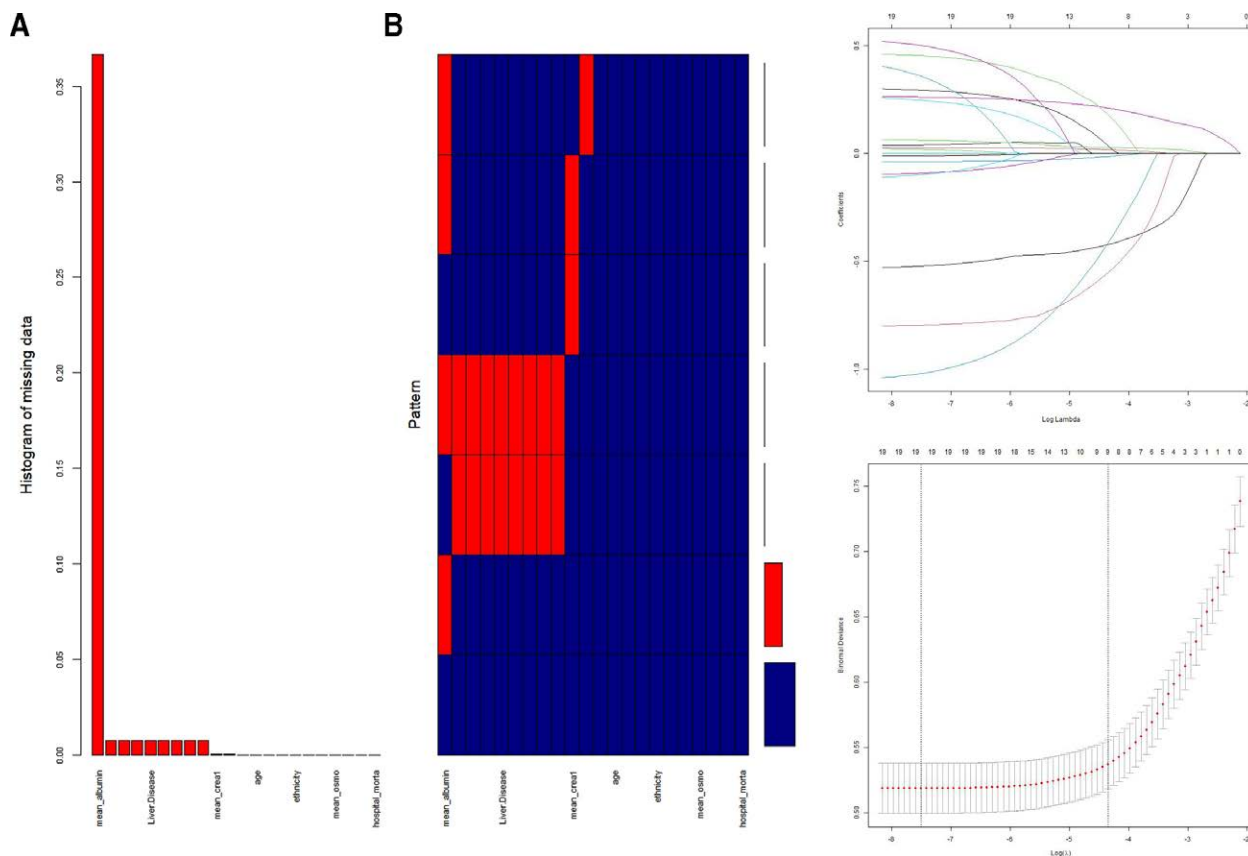 A
B
Histogram of missing data
0.35
0.30
0.25
0.20
0.15
0.10
0.05
0.00
mean_albumin
Liver.Disease
mean_crea1
age
ethnicity
mean_osmo
hospital_morta
Pattern
mean_albumin
Liver.Disease
mean_crea1
age
ethnicity
mean_osmo
hospital_morta
19 19 19 13 8 3 0
Coefficients
0.5
0.0
-0.5
-1.0
-8 -7 -6 -5 -4 -3 -2
Log Lambda
19 19 19 19 19 19 19 19 18 15 14 13 10 9 9 8 7 6 5 4 3 3 1 1 1 0
Binomial Deviance
0.75
0.70
0.65
0.60
0.55
0.50
-8 -7 -6 -5 -4 -3 -2
Log(λ)